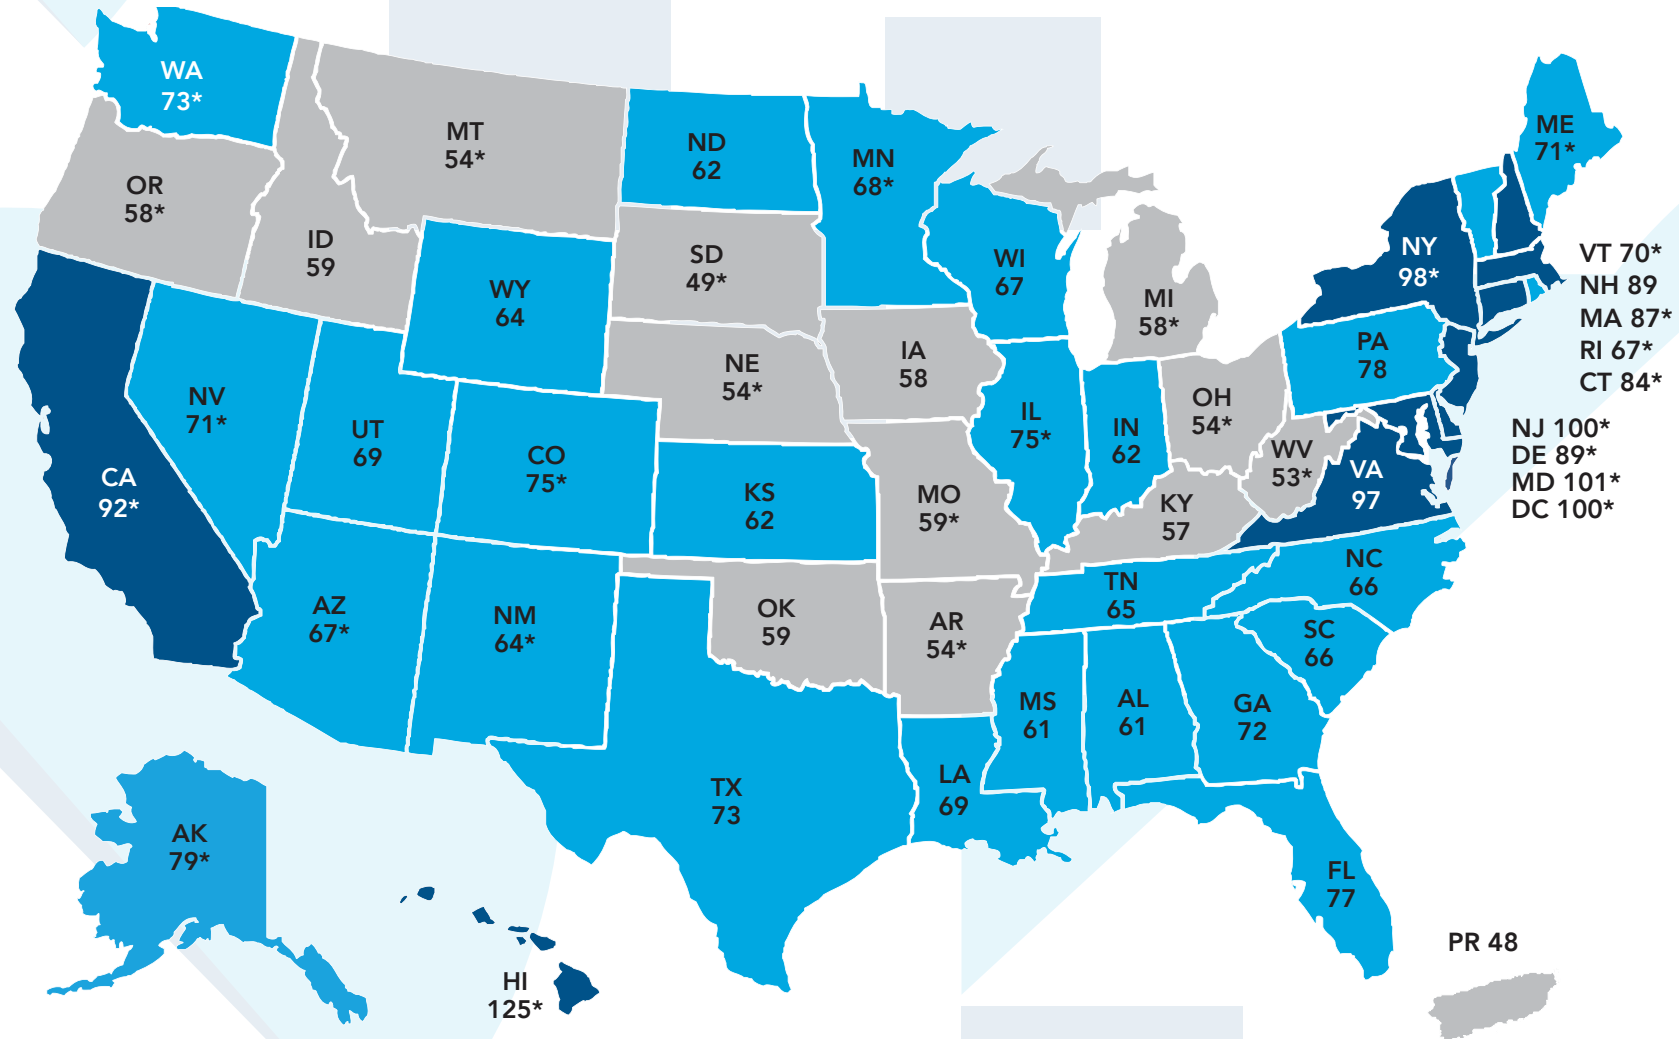 WA
73*
OR
58*
MT
54*
ID
59
ND
62
MN
68*
SD
49*
WY
64
WI
67
MI
58*
NY
98*
ME
71*
VT 70*
NH 89
MA 87*
RI 67*
CT 84*
NV
71*
UT
69
CA
92*
CO
75*
NE
54*
IA
58
KS
62
MO
59*
IL
75*
IN
62
OH
54*
PA
78
WV
53*
VA
97
KY
57
NJ 100*
DE 89*
MD 101*
DC 100*
AZ
67*
NM
64*
OK
59
AR
54*
TN
65
NC
66
SC
66
MS
61
AL
61
GA
72
TX
73
LA
69
FL
77
AK
79*
HI
125*
PR 48